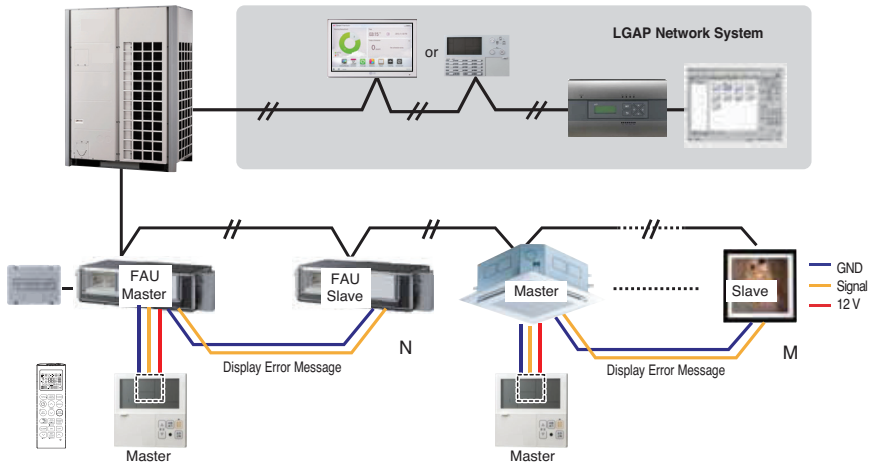 LGAP Network System
or
FAU
Master
FAU
Slave
Master
Slave
GND
Signal
12 V
N
M
Display Error Message
Display Error Message
Master
Master